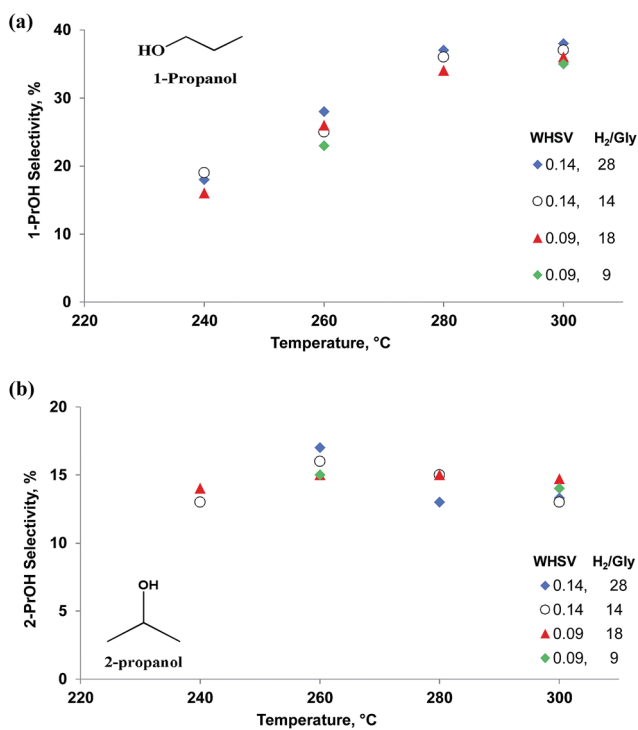 (a)
40
30
20
10
0
1-PrOH Selectivity, %
HO
1-Propanol
WHSV H₂/Gly
0.14, 28
0.14, 14
0.09, 18
0.09, 9
220 240 260 280 300
Temperature, °C
(b)
20
15
10
5
0
2-PrOH Selectivity, %
OH
2-propanol
WHSV H₂/Gly
0.14, 28
0.14 14
0.09 18
0.09, 9
220 240 260 280 300
Temperature, °C